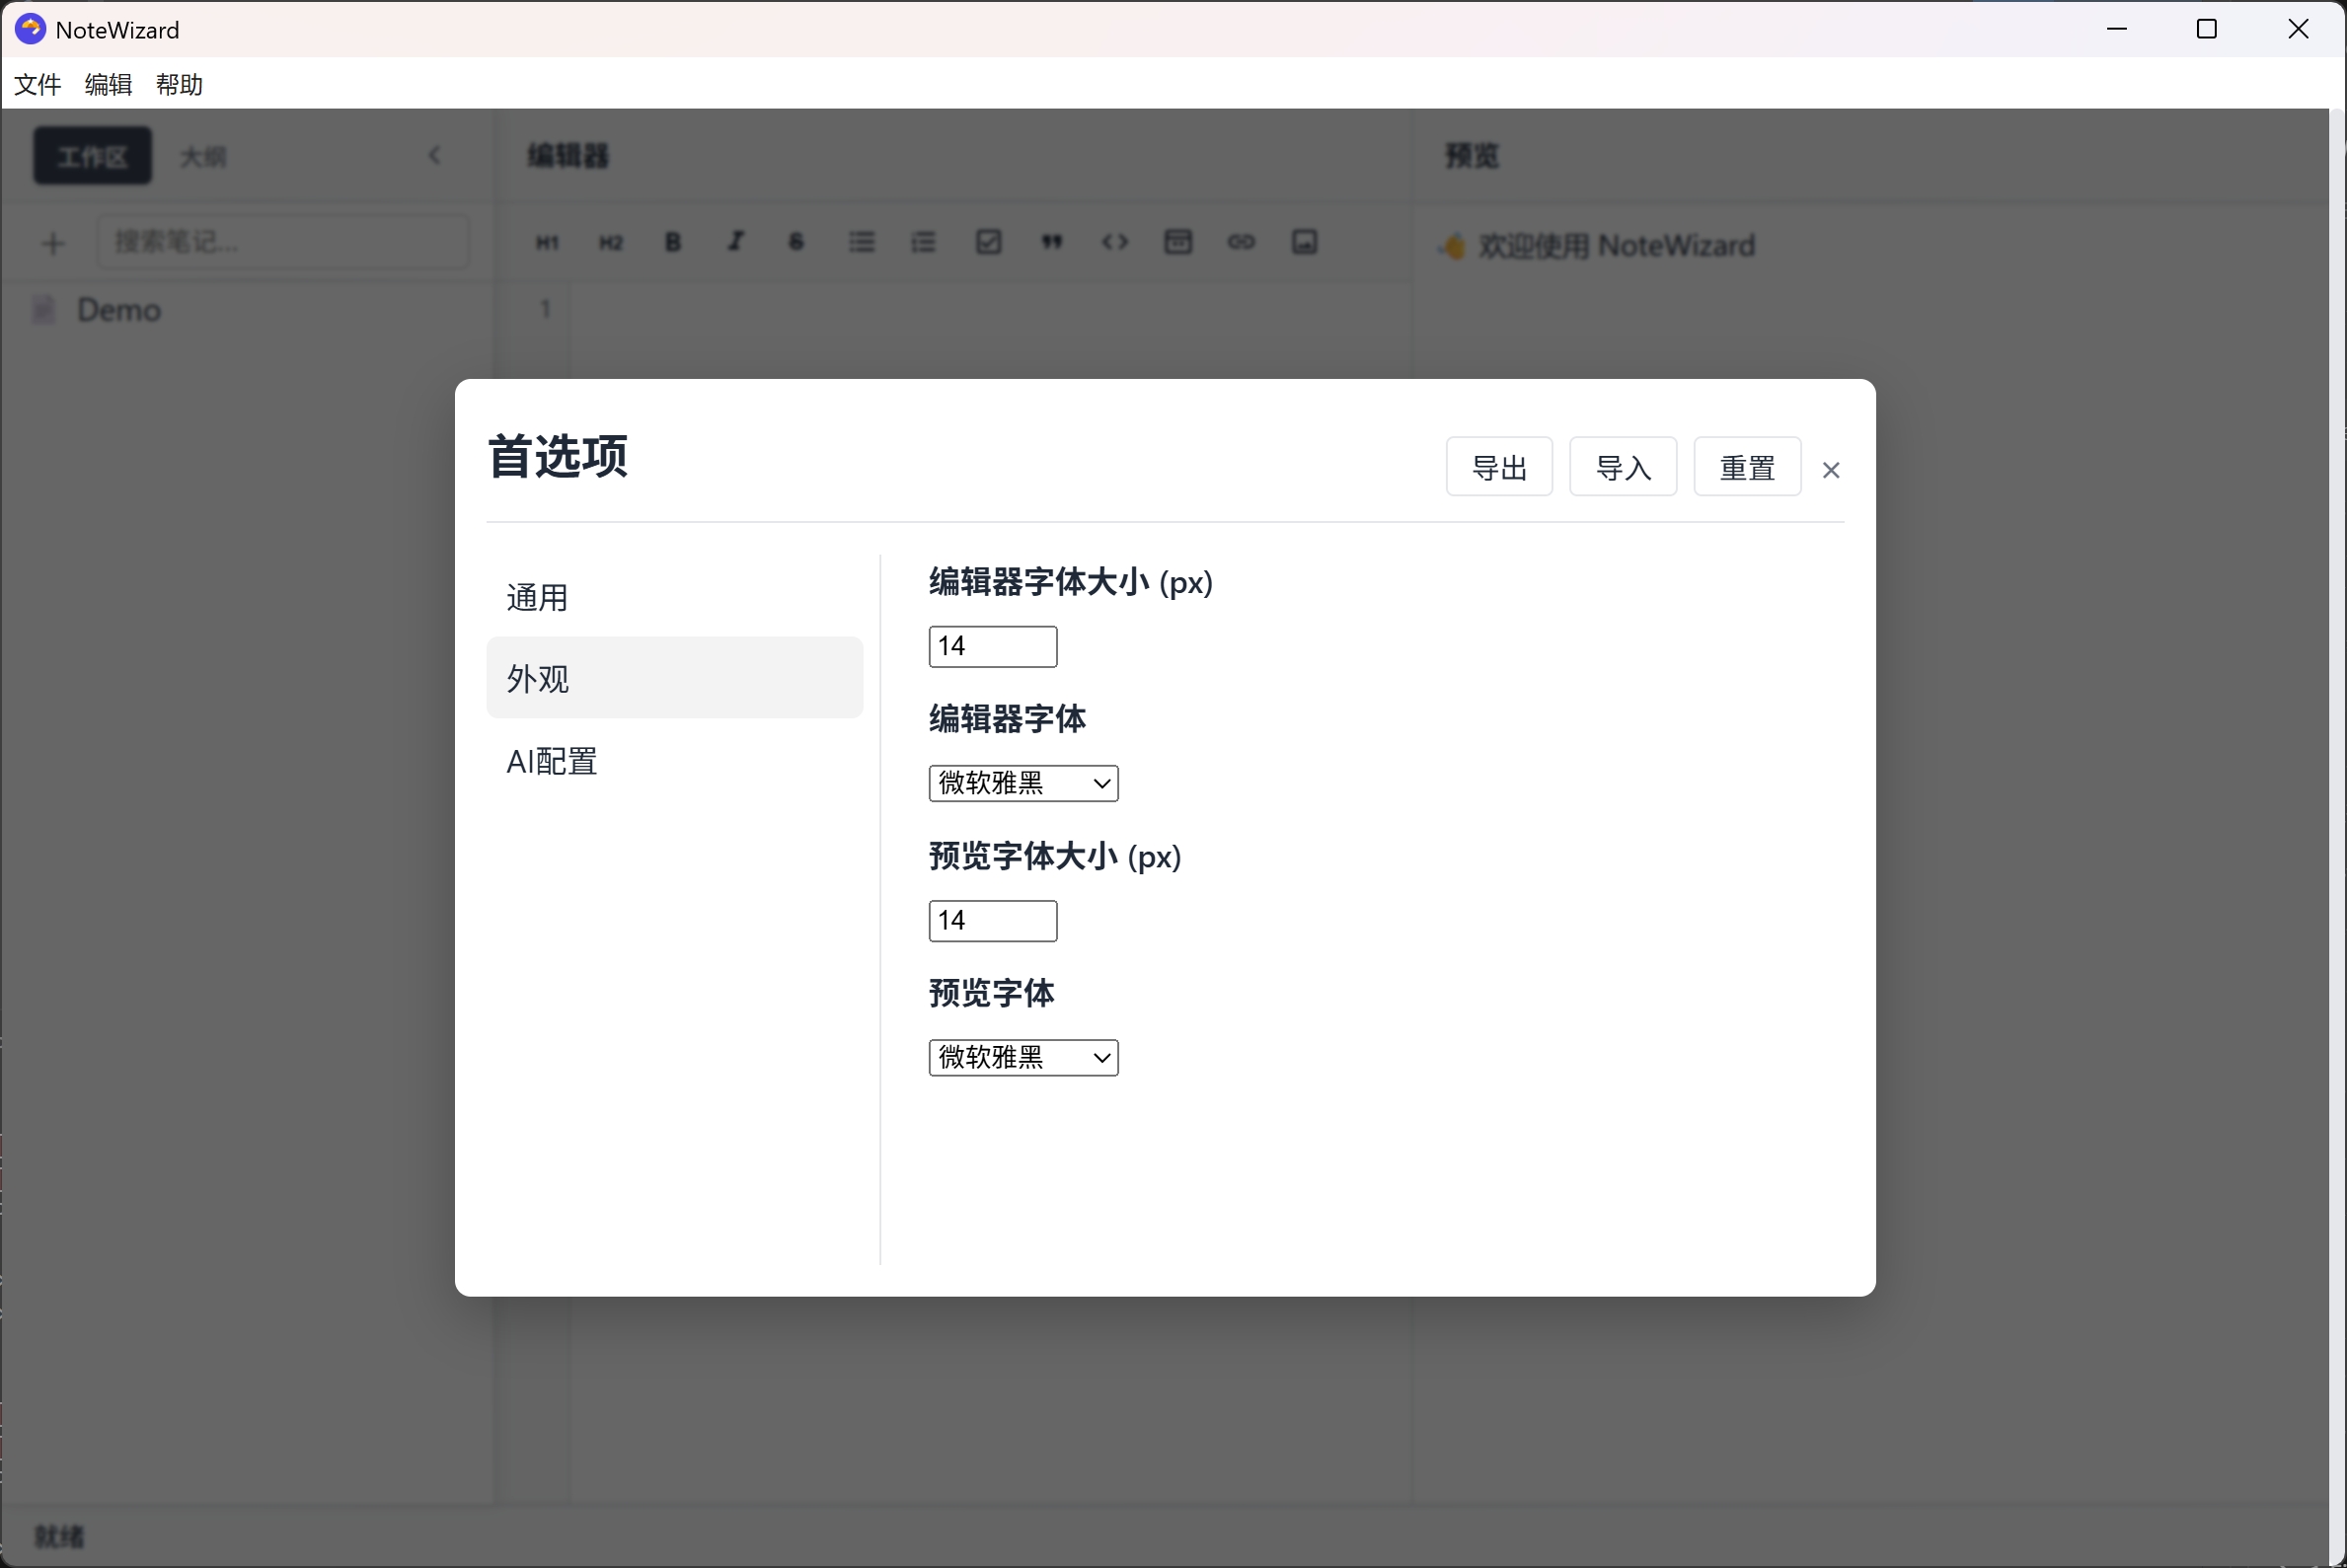 NoteWizard
文件 编辑 帮助
工作区 大纲
编辑器
预览
搜索笔记...
H1 H2 B I S
欢迎使用 NoteWizard
Demo
1
首选项
导出 导入 重置
通用
外观
AI配置
编辑器字体大小 (px)
14
编辑器字体
微软雅黑
预览字体大小 (px)
14
预览字体
微软雅黑
就绪